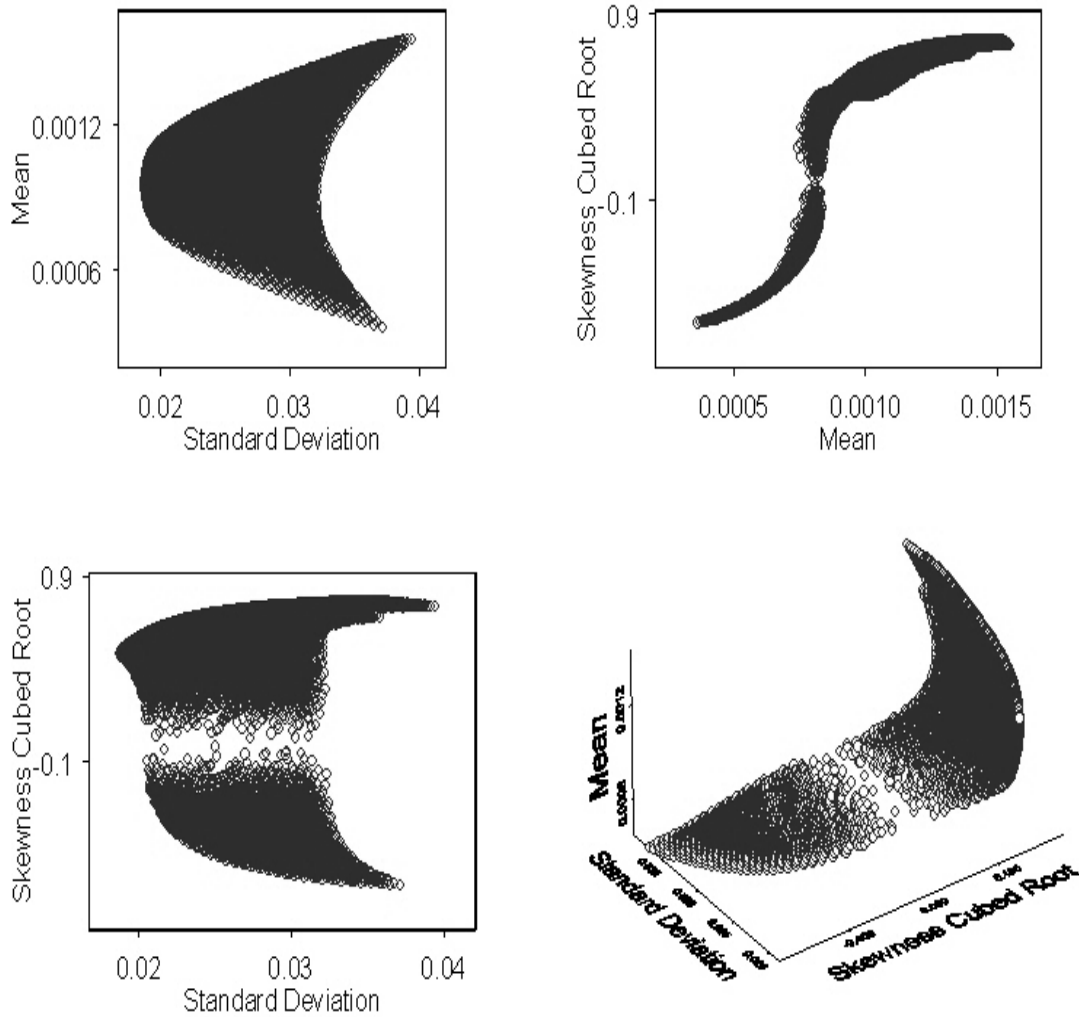 0.9
0.0012
0.0006
Mean
0.02 0.03 0.04
Standard Deviation
Skewness Cubed Root
-0.1
0.0005 0.0010 0.0015
Mean
0.9
-0.1
Skewness Cubed Root
0.02 0.03 0.04
Standard Deviation
Mean
0.0012
Standard Deviation
Skewness Cubed Root